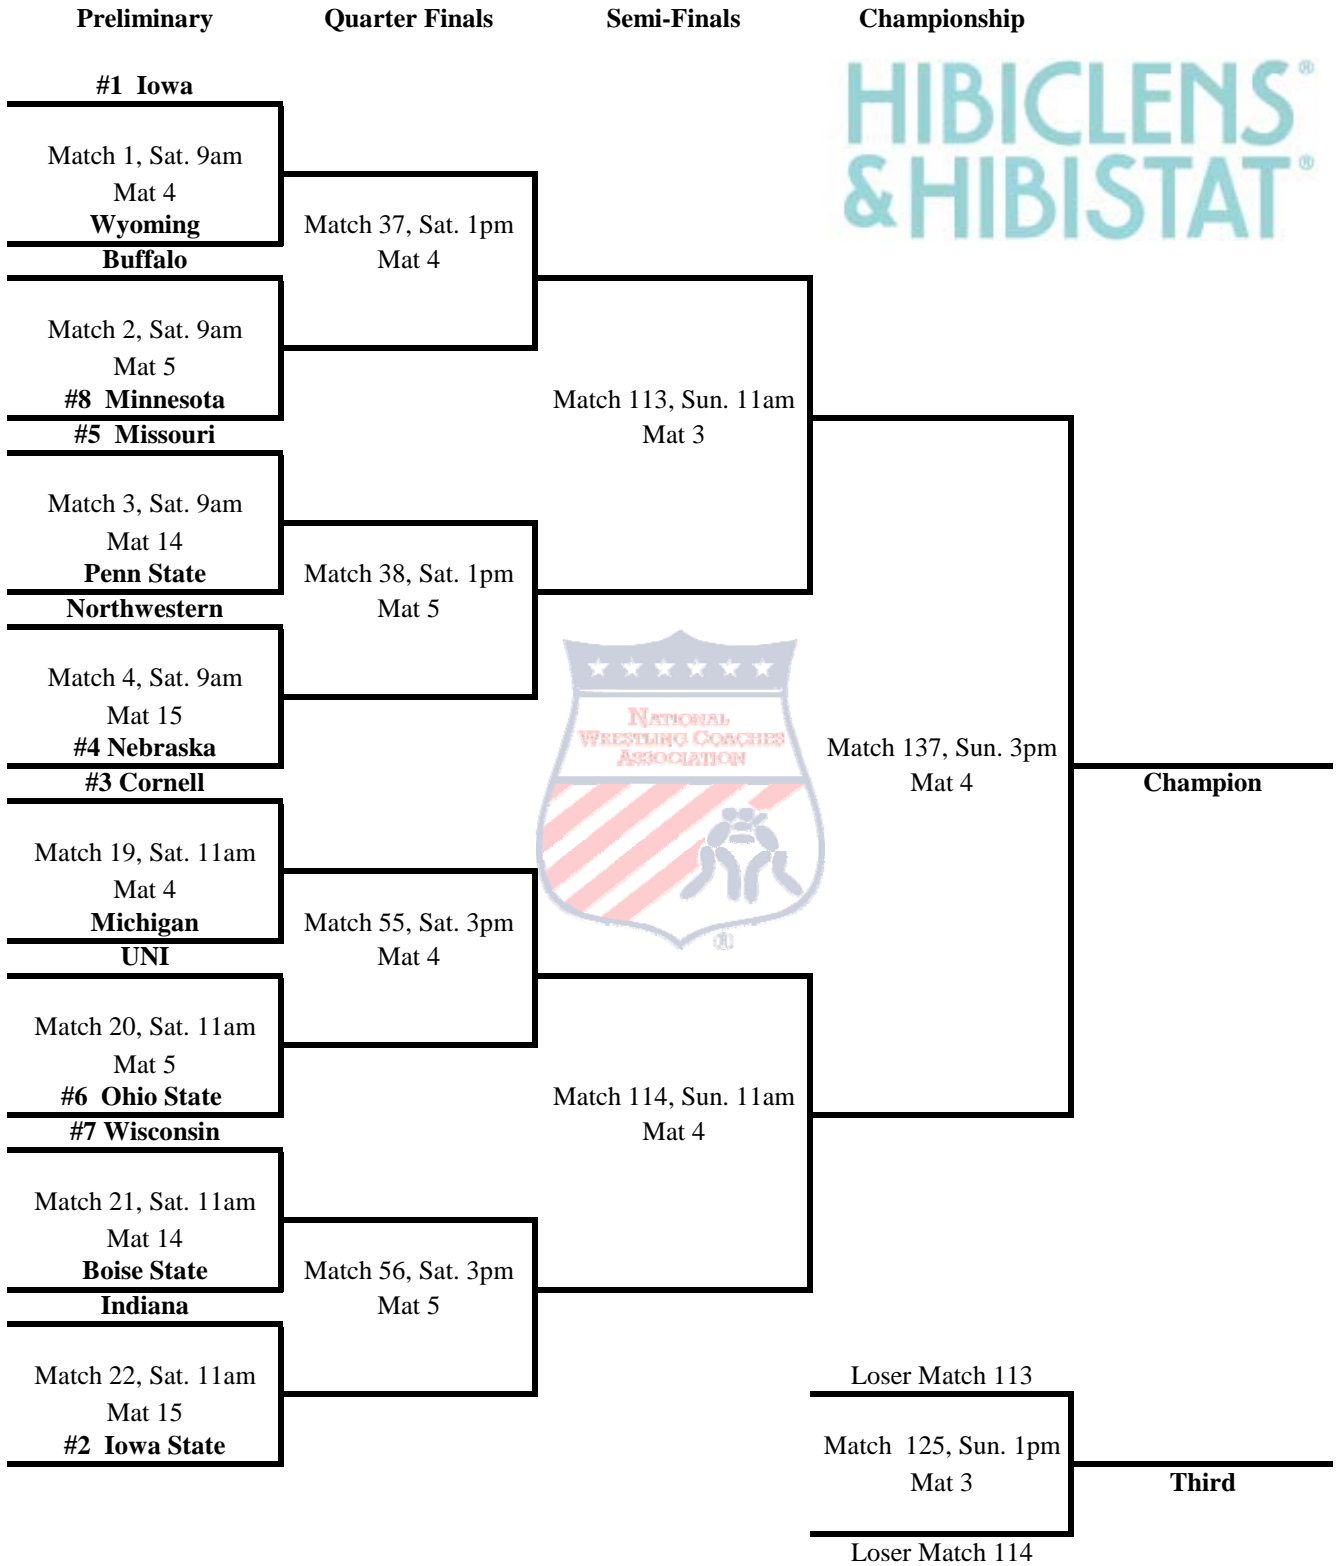 Preliminary Quarter Finals Semi-Finals Championship
HIBICLENS®
& HIBISTAT®
#1 Iowa
Match 1, Sat. 9am
Mat 4
Wyoming
Match 37, Sat. 1pm
Mat 4
Buffalo
Match 2, Sat. 9am
Mat 5
#8 Minnesota
Match 113, Sun. 11am
Mat 3
#5 Missouri
Match 3, Sat. 9am
Mat 14
Penn State
Match 38, Sat. 1pm
Mat 5
Northwestern
Match 4, Sat. 9am
Mat 15
#4 Nebraska
NATIONAL
WRESTLING COACHES
ASSOCIATION
®
Match 137, Sun. 3pm
Mat 4
Champion
#3 Cornell
Match 19, Sat. 11am
Mat 4
Michigan
Match 55, Sat. 3pm
Mat 4
UNI
Match 20, Sat. 11am
Mat 5
#6 Ohio State
Match 114, Sun. 11am
Mat 4
#7 Wisconsin
Match 21, Sat. 11am
Mat 14
Boise State
Match 56, Sat. 3pm
Mat 5
Indiana
Match 22, Sat. 11am
Mat 15
#2 Iowa State
Loser Match 113
Match 125, Sun. 1pm
Mat 3
Third
Loser Match 114